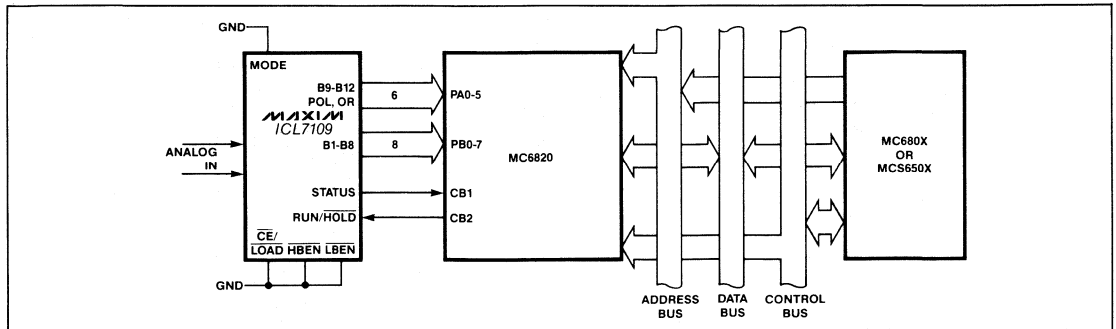 GND
MODE
B9-B12
POL, OR
6
PA0-5
MAXIM
ICL7109
B1-B8
8
PB0-7
MC6820
ANALOG
IN
STATUS
CB1
RUN/HOLD
CB2
CE/
LOAD HBEN LBEN
GND
MC680X
OR
MCS650X
ADDRESS
BUS
DATA
BUS
CONTROL
BUS